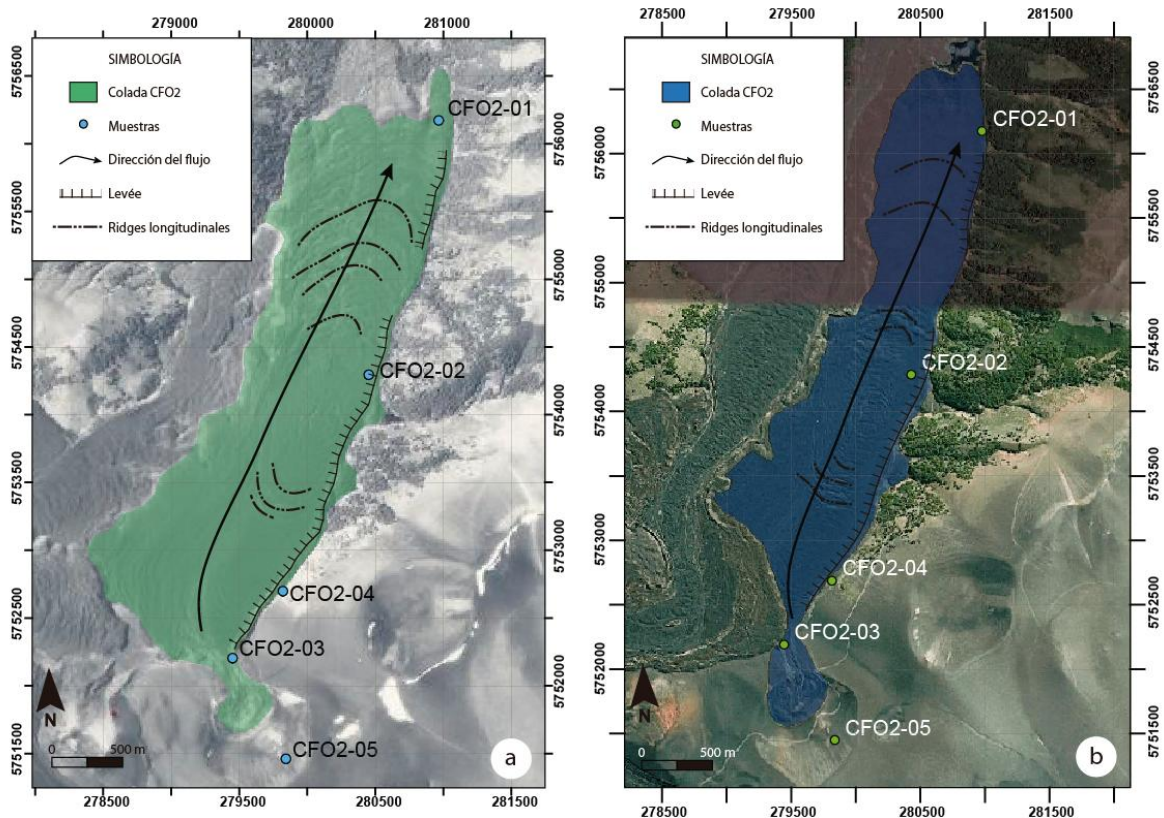 279000 280000 281000
SIMBOLOGÍA
Colada CFO2
Muestras
Dirección del flujo
Levée
Ridges longitudinales
5756500
5755500
5754500
5753500
5752500
5751500
5756000
5755000
5754000
5753000
5752000
CFO2-01
CFO2-02
CFO2-04
CFO2-03
CFO2-05
N
0 500 m
a
278500 279500 280500 281500
278500 279500 280500 281500
SIMBOLOGÍA
Colada CFO2
Muestras
Dirección del flujo
Levée
Ridges longitudinales
5756000
5755000
5754000
5753000
5752000
5756500
5755500
5754500
5753500
5752500
5751500
CFO2-01
CFO2-02
CFO2-04
CFO2-03
CFO2-05
N
0 500 m
b
278500 279500 280500 281500